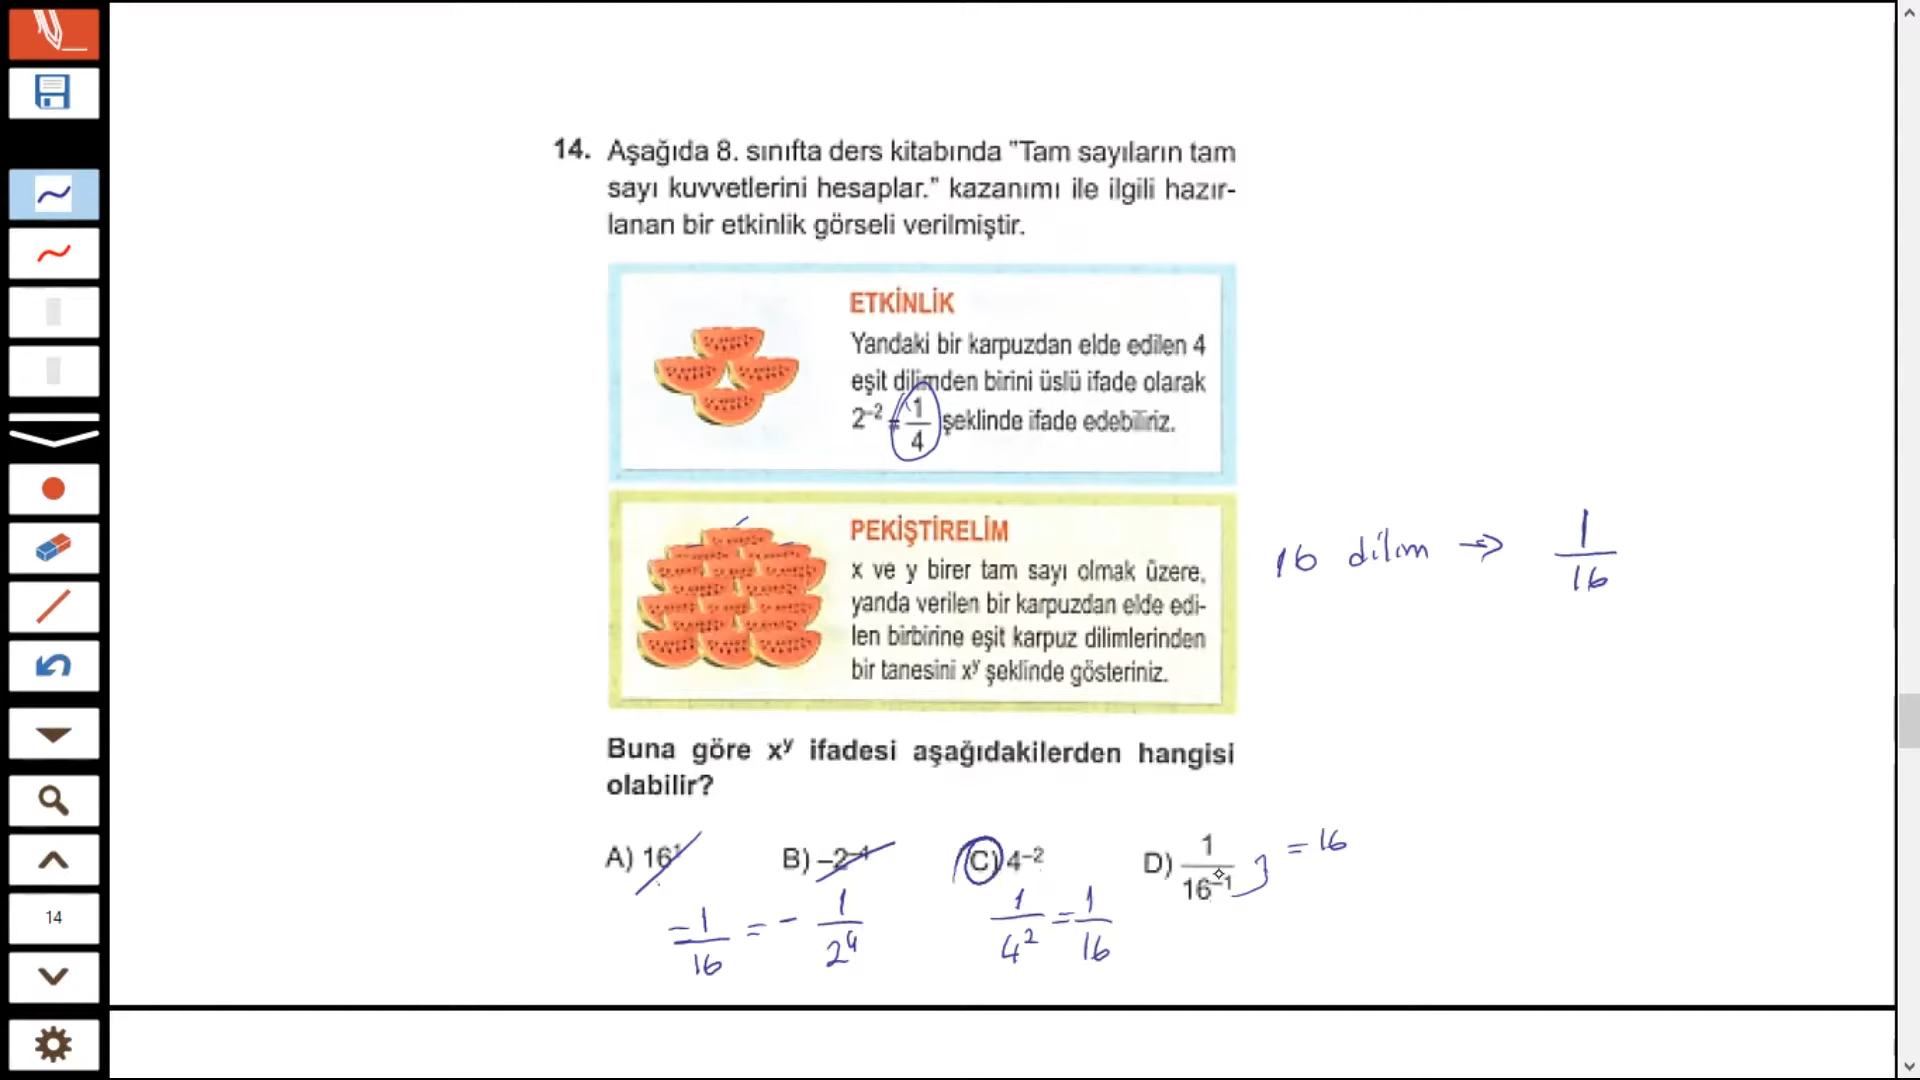 14. Aşağıda 8. sınıfta ders kitabında "Tam sayıların tam
sayı kuvvetlerini hesaplar." kazanımı ile ilgili hazır-
lanan bir etkinlik görseli verilmiştir.
ETKİNLİK
Yandaki bir karpuzdan elde edilen 4
eşit dilimden birini üslü ifade olarak
2⁻² = 1/4 şeklinde ifade edebiliriz.
PEKİŞTİRELİM
x ve y birer tam sayı olmak üzere,
yanda verilen bir karpuzdan elde edi-
len birbirine eşit karpuz dilimlerinden
bir tanesini xʸ şeklinde gösteriniz.
16 dilim → 1/16
Buna göre xʸ ifadesi aşağıdakilerden hangisi
olabilir?
A) 16¹ B) –2⁻⁴ C) 4⁻² D) 1/16⁻¹ = 16
-1/16 = - 1/2⁴ 1/4² = 1/16
14